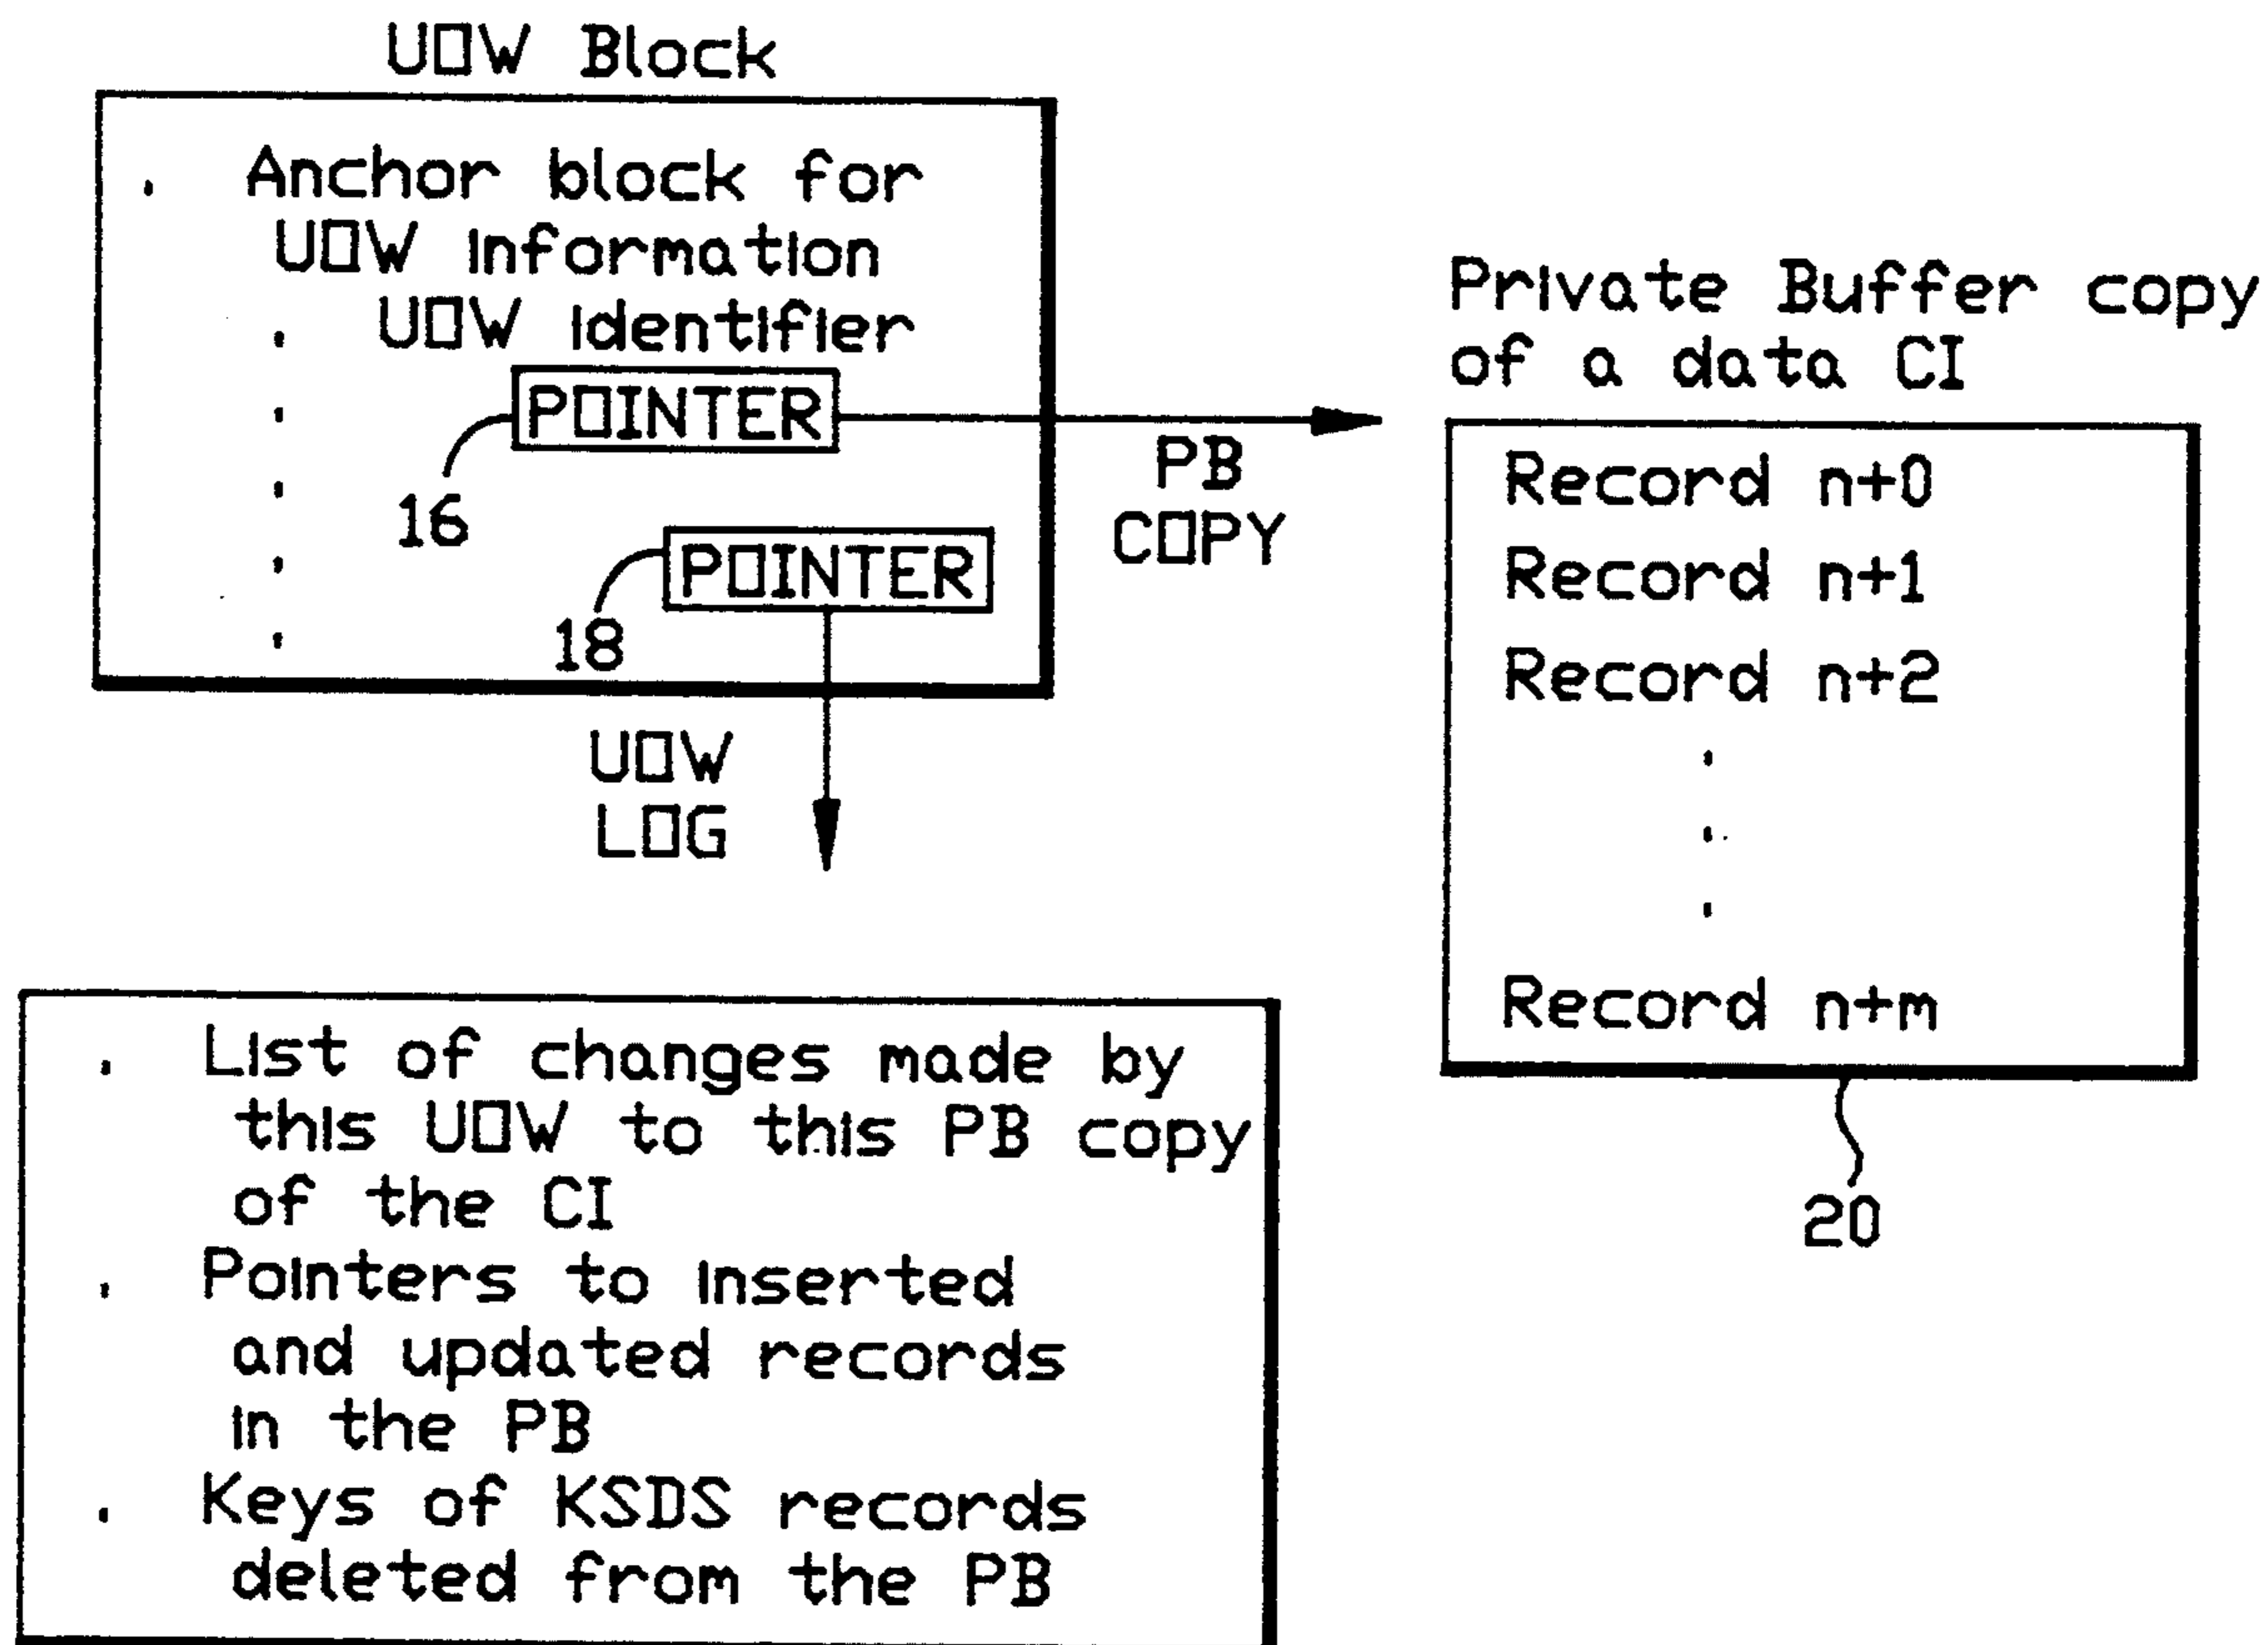 UOW Block
. Anchor block for
UOW Information
UOW Identifier
POINTER
16
POINTER
18
PB
COPY
UOW
LOG
Private Buffer copy
of a data CI
Record n+0
Record n+1
Record n+2
.
.
.
Record n+m
20
. List of changes made by
this UOW to this PB copy
of the CI
. Pointers to Inserted
and updated records
in the PB
. Keys of KSDS records
deleted from the PB